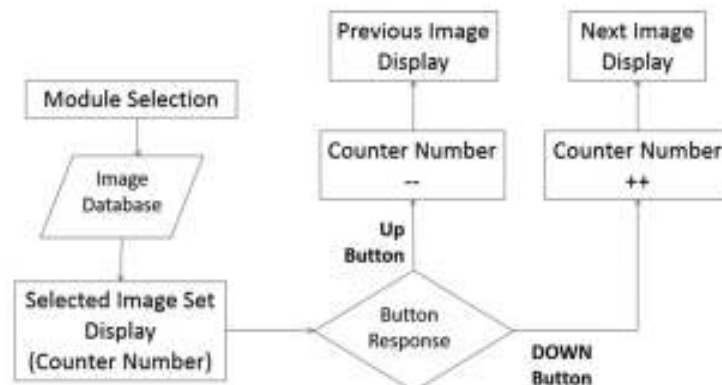 Previous Image
Display
Next Image
Display
Module Selection
Counter Number
--
Counter Number
++
Image
Database
Up
Button
Selected Image Set
Display
(Counter Number)
Button
Response
DOWN
Button